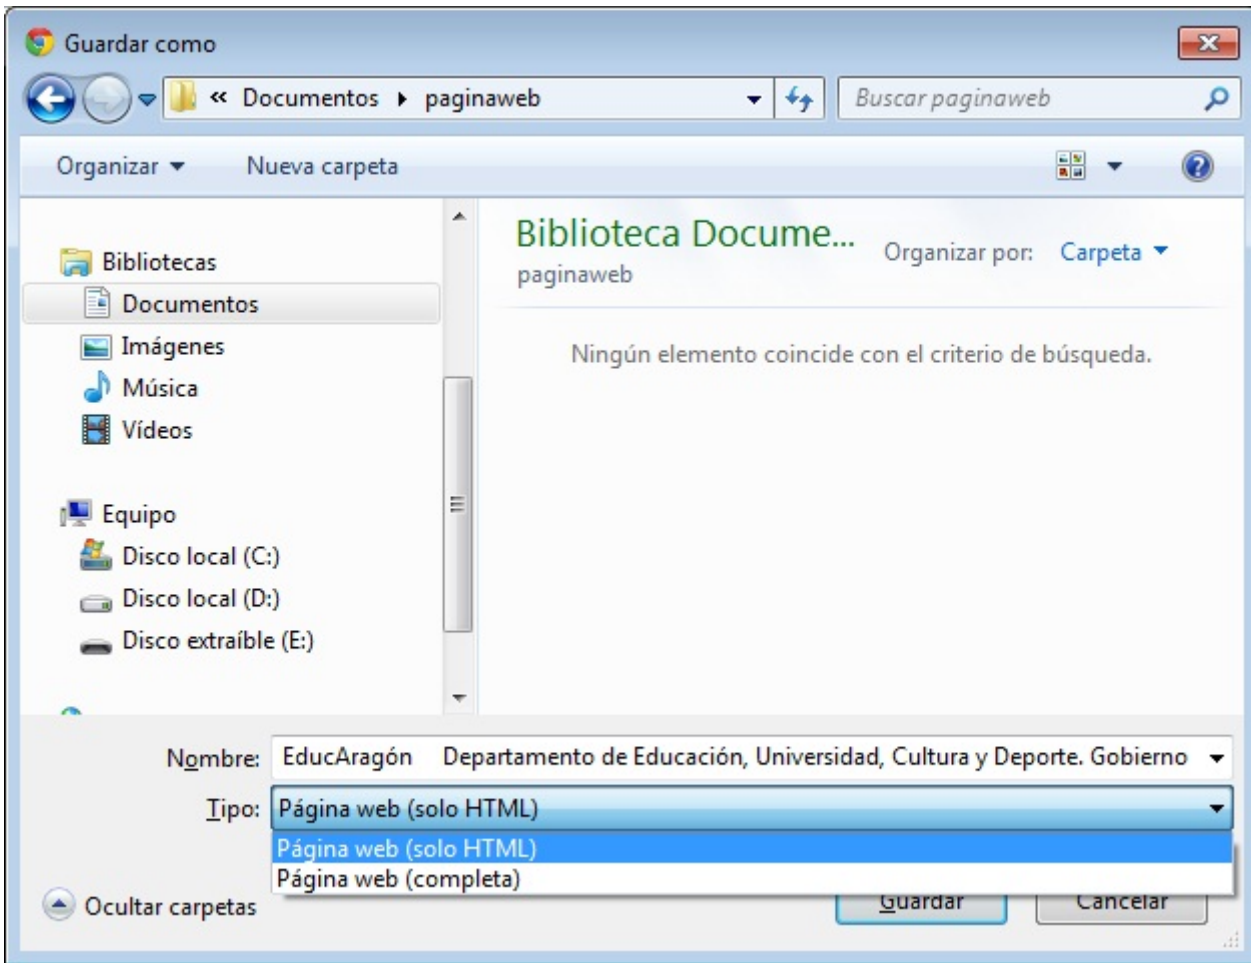 Guardar como
« Documentos paginaweb
Buscar paginaweb
Organizar
Nueva carpeta
Bibliotecas
Documentos
Imágenes
Música
Vídeos
Equipo
Disco local (C:)
Disco local (D:)
Disco extraíble (E:)
Biblioteca Docume...
paginaweb
Organizar por: Carpeta
Ningún elemento coincide con el criterio de búsqueda.
Nombre: EducAragón Departamento de Educación, Universidad, Cultura y Deporte. Gobierno
Tipo: Página web (solo HTML)
Página web (solo HTML)
Página web (completa)
Ocultar carpetas
Guardar
Cancelar